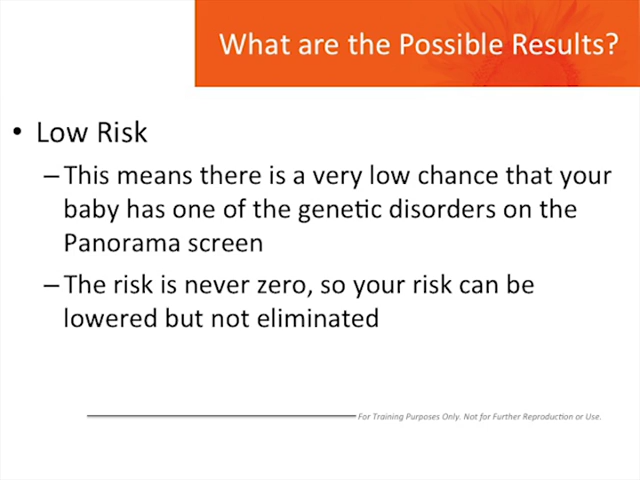 What are the Possible Results?
• Low Risk
–This means there is a very low chance that your
baby has one of the genetic disorders on the
Panorama screen
–The risk is never zero, so your risk can be
lowered but not eliminated
For Training Purposes Only. Not for Further Reproduction or Use.